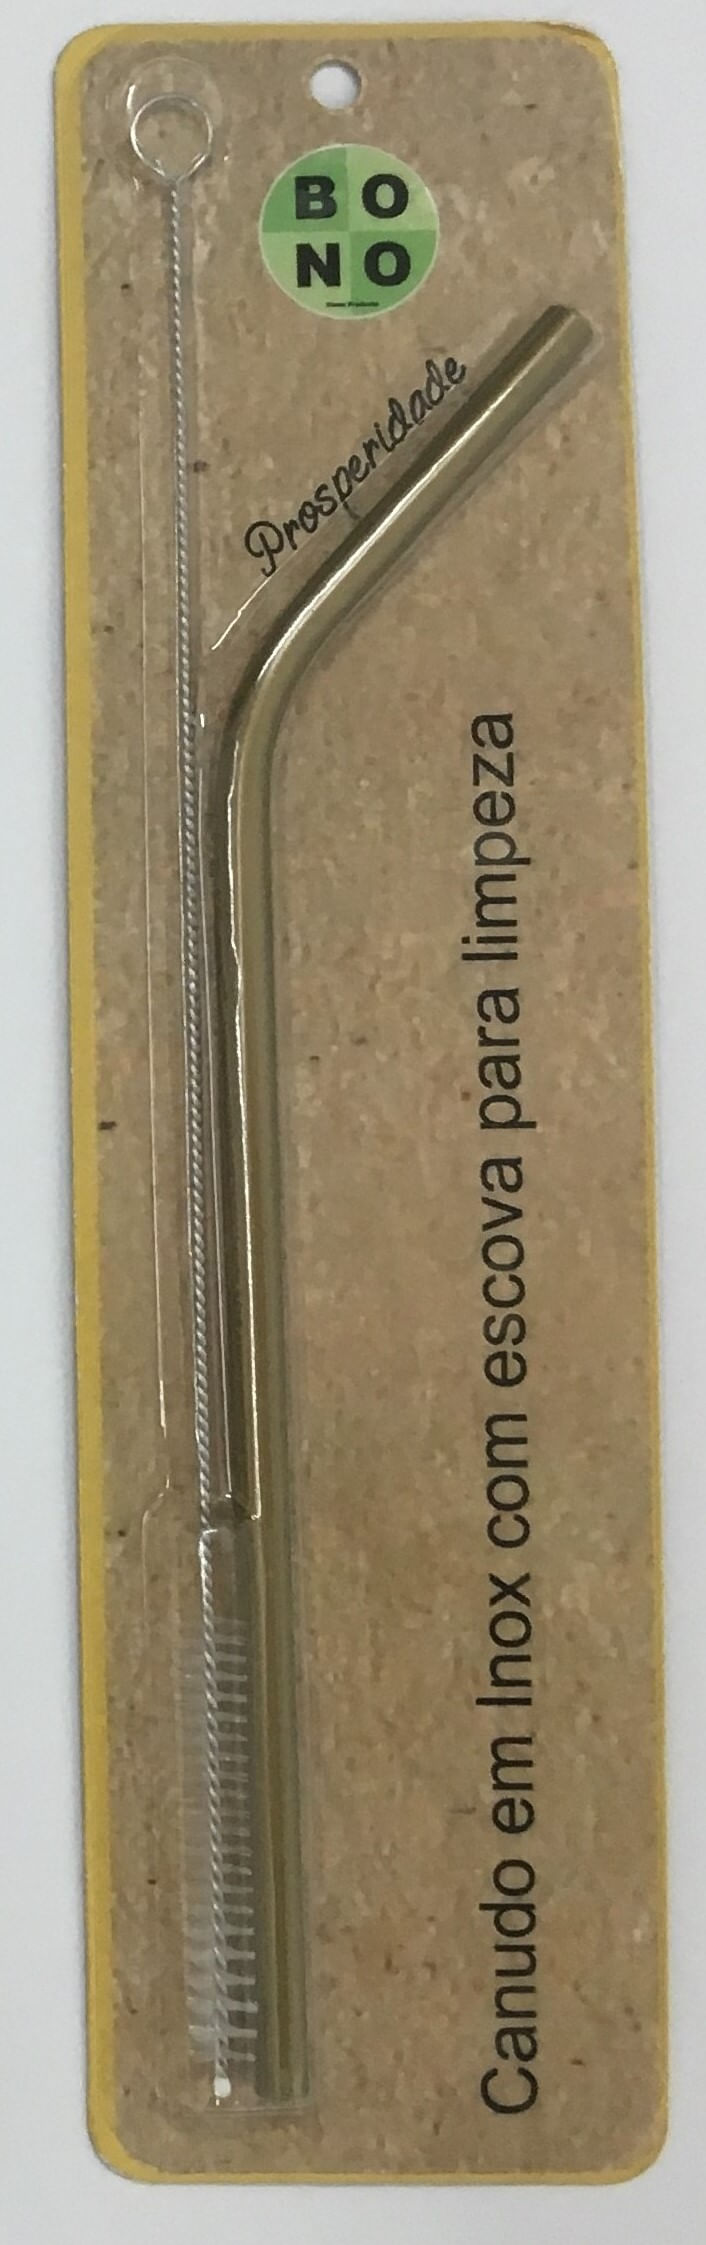 BO
NO
Prosperidade
Canudo em Inox com escova para limpeza